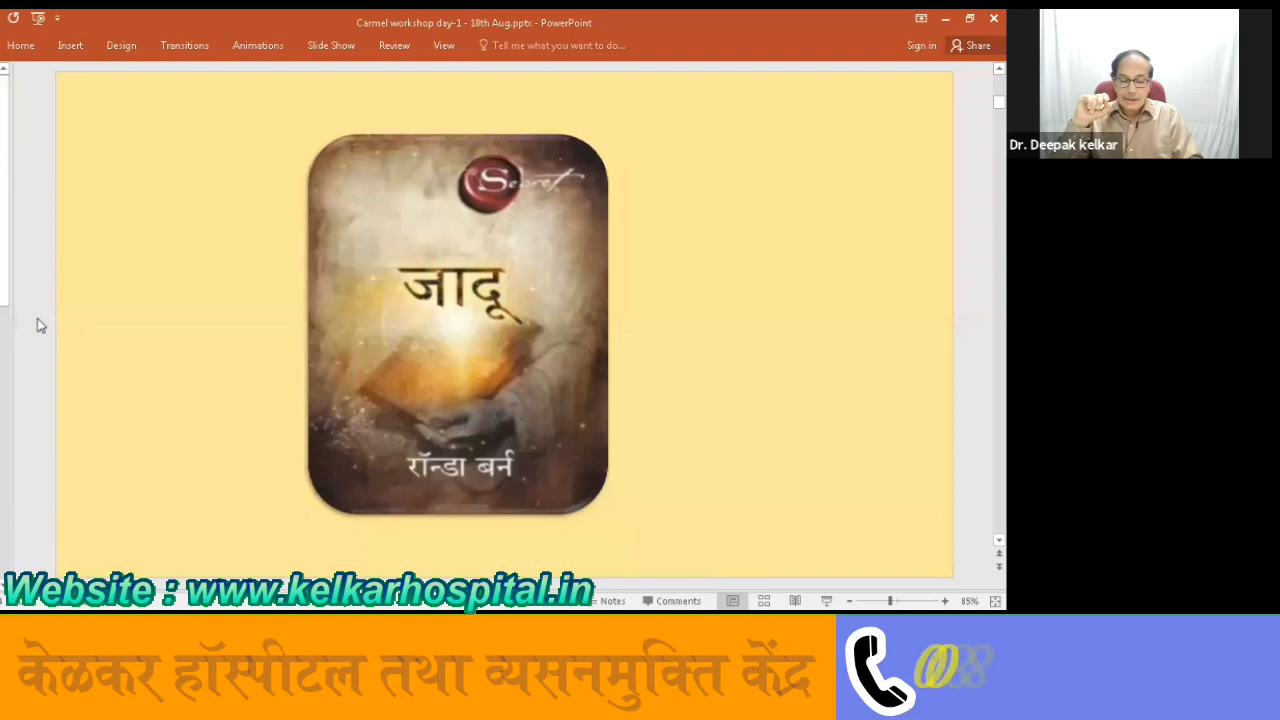 Carmel workshop day-1 - 10th Aug.pptx - PowerPoint
Home Insert Design Transitions Animations Slide Show Review View Tell me what you want to do... Sign in Share
Secret
जादू
रॉन्डा बर्न
Dr. Deepak kelkar
Website : www.kelkarhospital.in
Notes Comments 85%
केळकर हॉस्पीटल तथा व्यसनमुक्ति केंद्र